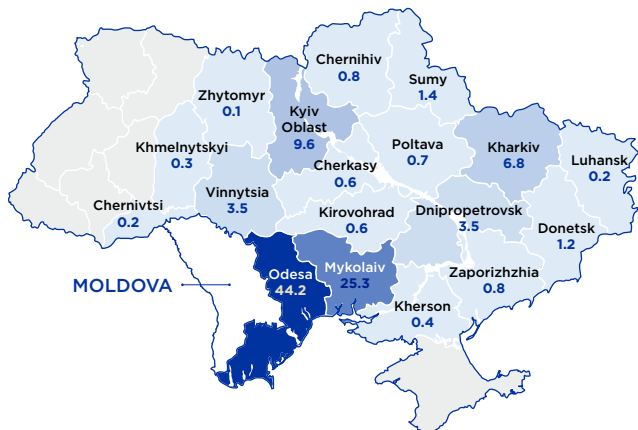 Chernihiv
0.8
Sumy
1.4
Zhytomyr
0.1
Kyiv
Oblast
9.6
Khmelnytskyi
0.3
Cherkasy
0.6
Poltava
0.7
Kharkiv
6.8
Luhansk
0.2
Chernivtsi
0.2
Vinnytsia
3.5
Kirovohrad
0.6
Dnipropetrovsk
3.5
Donetsk
1.2
MOLDOVA
Odesa
44.2
Mykolaiv
25.3
Zaporizhzhia
0.8
Kherson
0.4